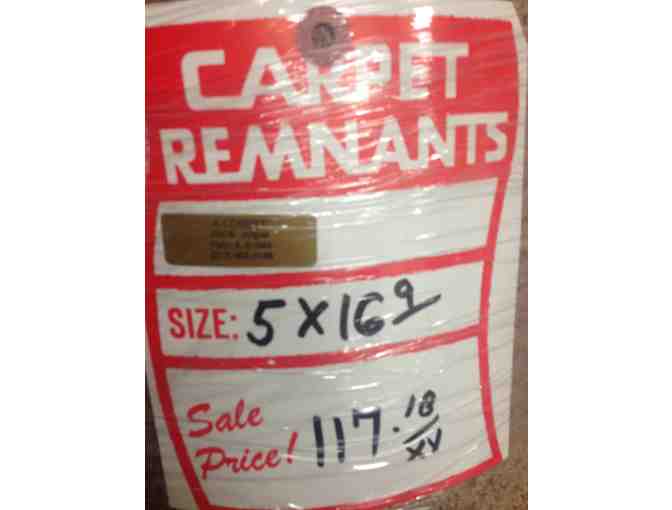 CARPET
REMNANTS
SIZE: 5 X 16 9
Sale
Price! 117.18
XV